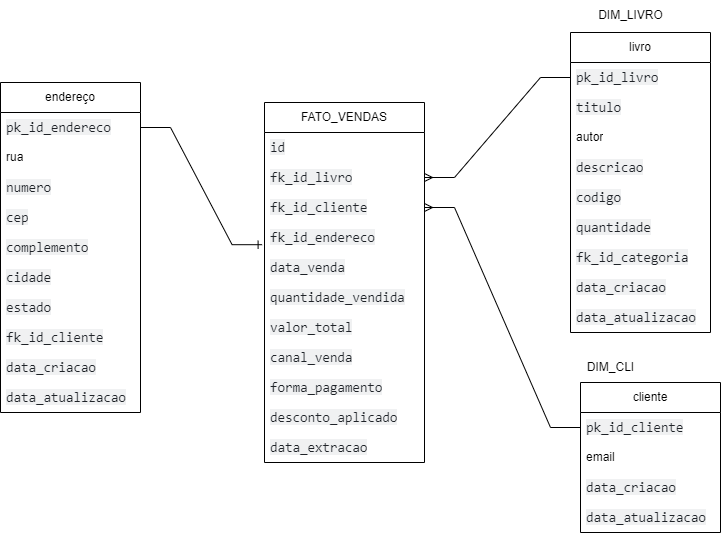 endereço
pk_id_endereco
rua
numero
cep
complemento
cidade
estado
fk_id_cliente
data_criacao
data_atualizacao
FATO_VENDAS
id
fk_id_livro
fk_id_cliente
fk_id_endereco
data_venda
quantidade_vendida
valor_total
canal_venda
forma_pagamento
desconto_aplicado
data_extracao
DIM_LIVRO
livro
pk_id_livro
titulo
autor
descricao
codigo
quantidade
fk_id_categoria
data_criacao
data_atualizacao
DIM_CLI
cliente
pk_id_cliente
email
data_criacao
data_atualizacao